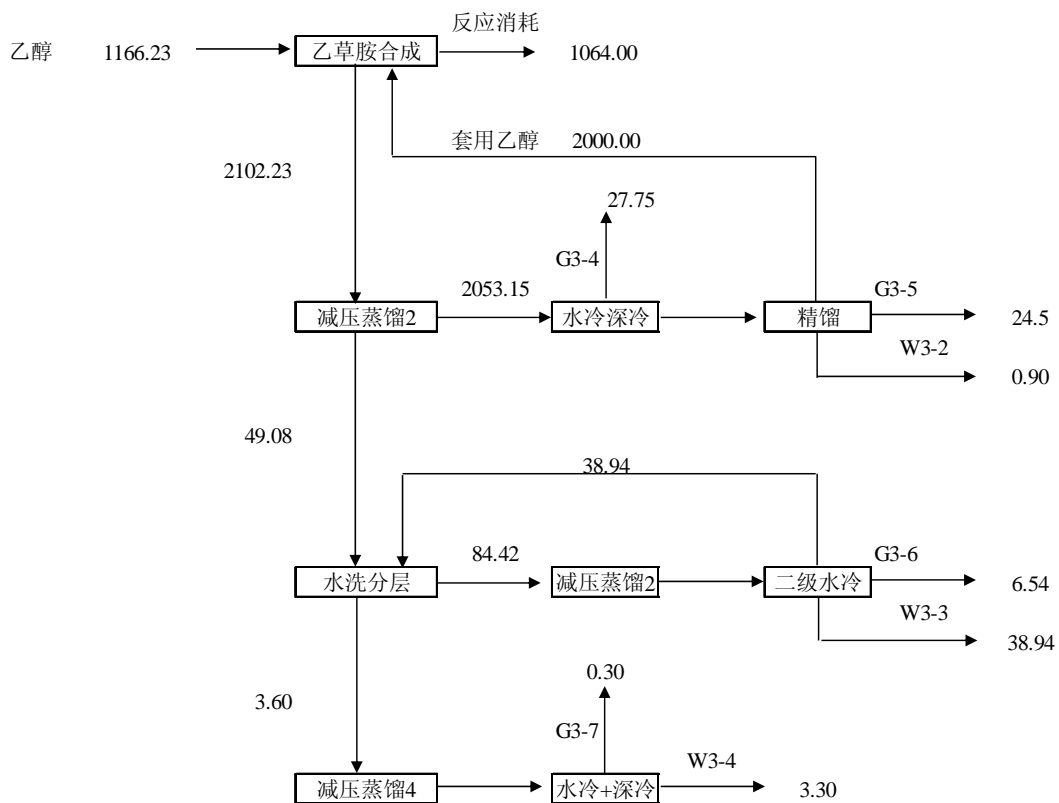 反应消耗
乙醇 1166.23 乙草胺合成 1064.00
套用乙醇 2000.00
2102.23
27.75
G3-4
2053.15 G3-5
减压蒸馏2 水冷深冷 精馏 24.5
W3-2
0.90
49.08
38.94
84.42 G3-6
水洗分层 减压蒸馏2 二级水冷 6.54
W3-3
38.94
0.30
3.60
G3-7 W3-4
减压蒸馏4 水冷+深冷 3.30